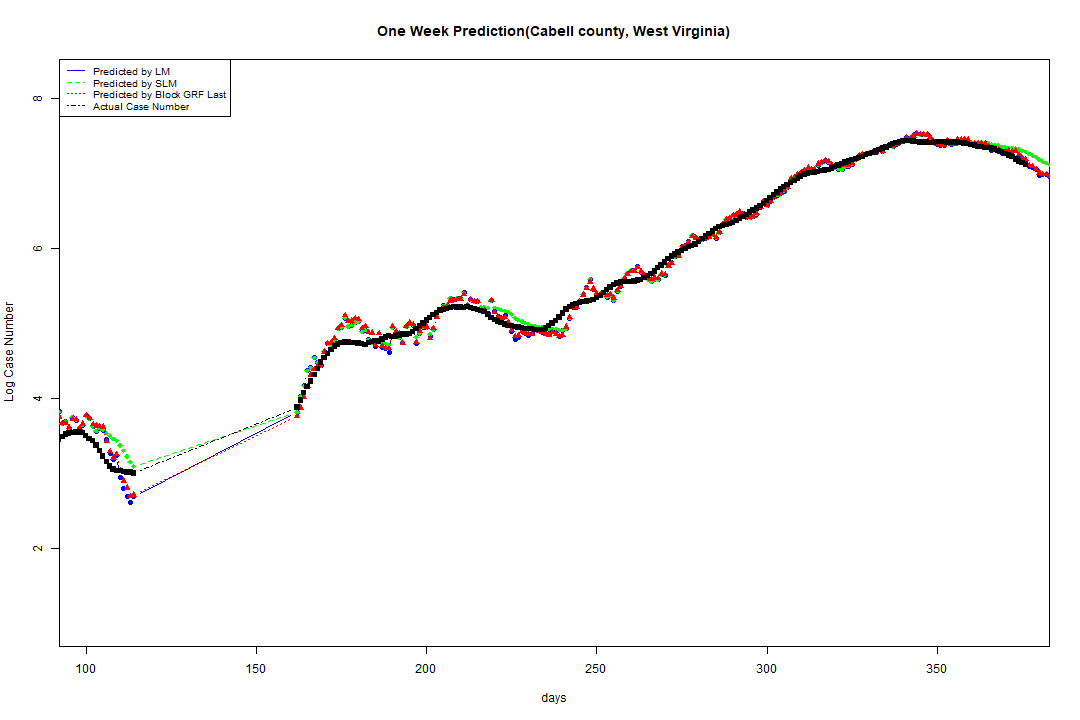 One Week Prediction(Cabell county, West Virginia)
Predicted by LM
Predicted by SLM
Predicted by Block GRF Last
Actual Case Number
8
6
4
2
Log Case Number
100 150 200 250 300 350
days